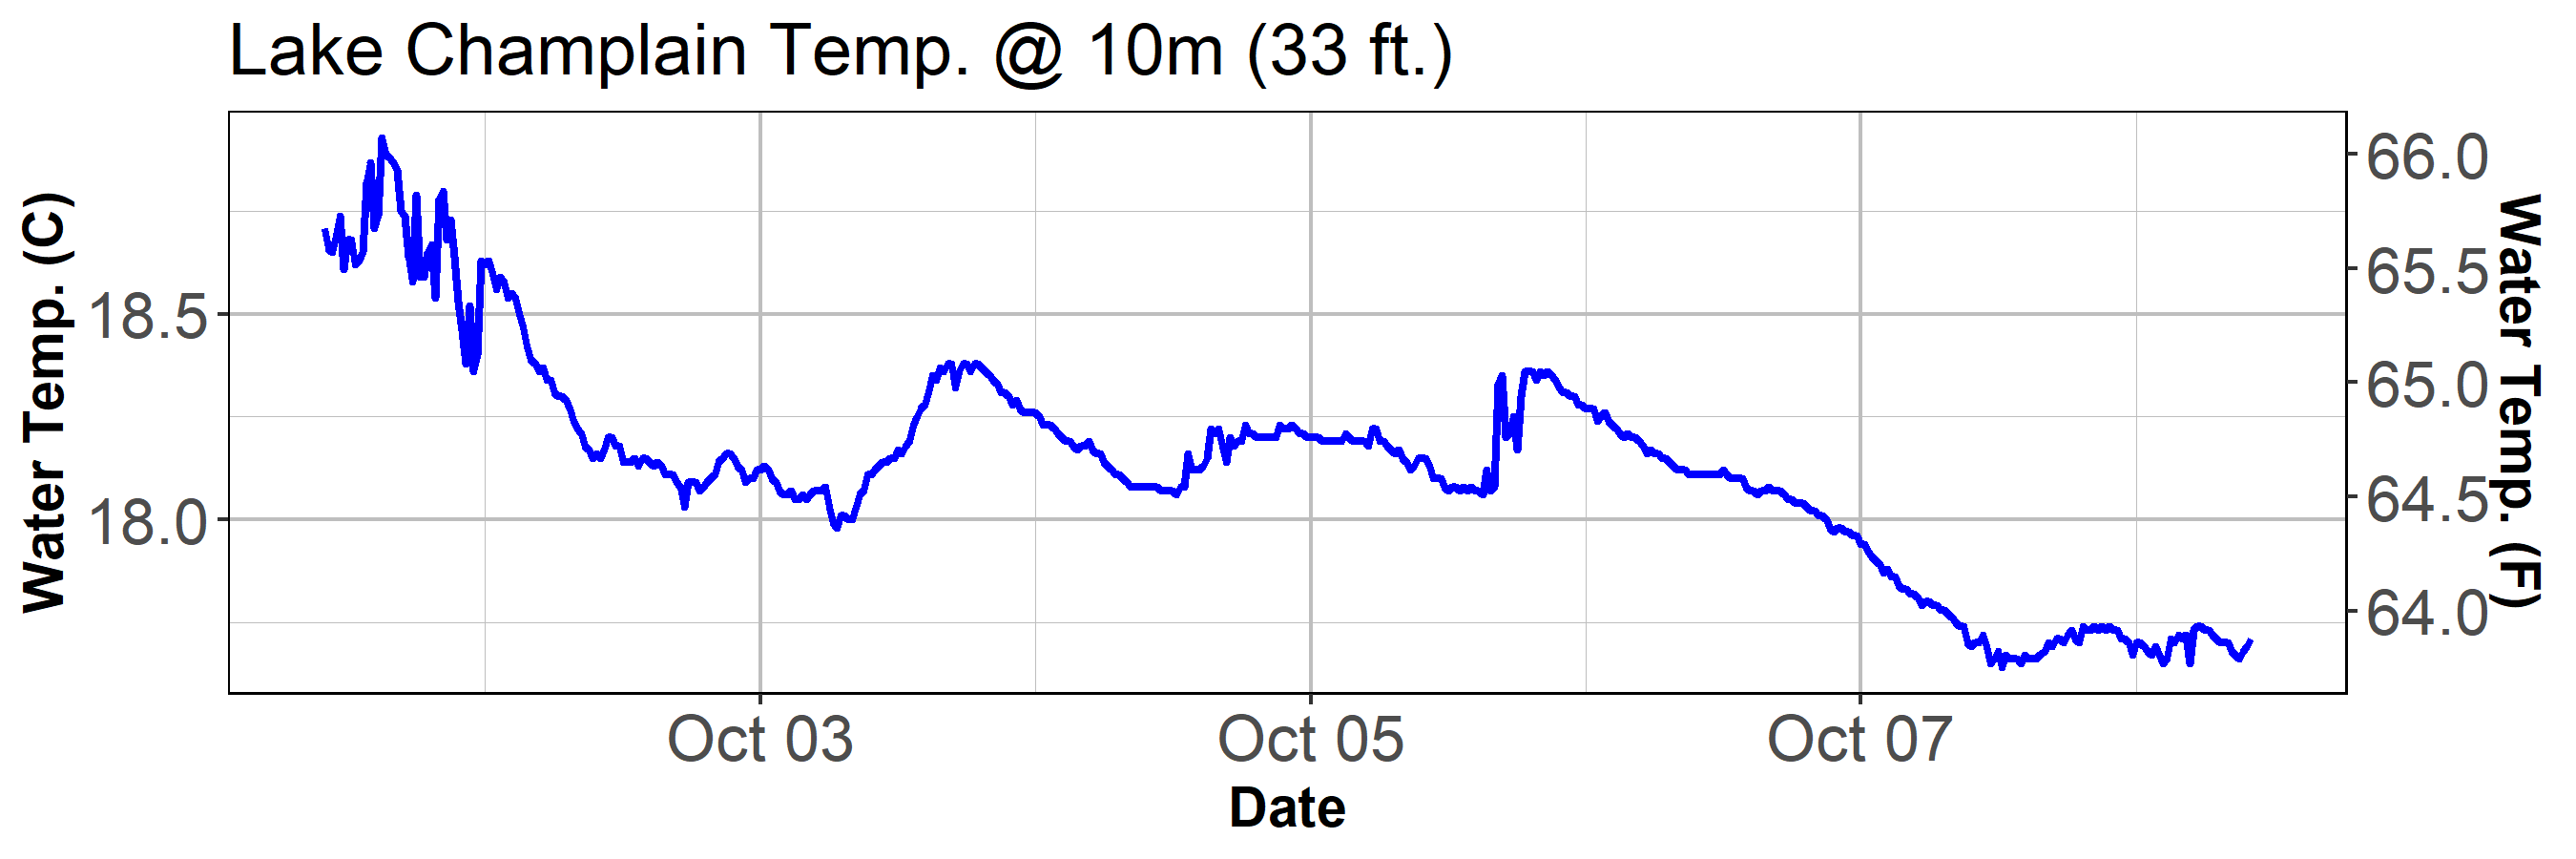 Lake Champlain Temp. @ 10m (33 ft.)
Water Temp. (C)
18.5
18.0
66.0
65.5
65.0
64.5
64.0
Water Temp. (F)
Oct 03 Oct 05 Oct 07
Date